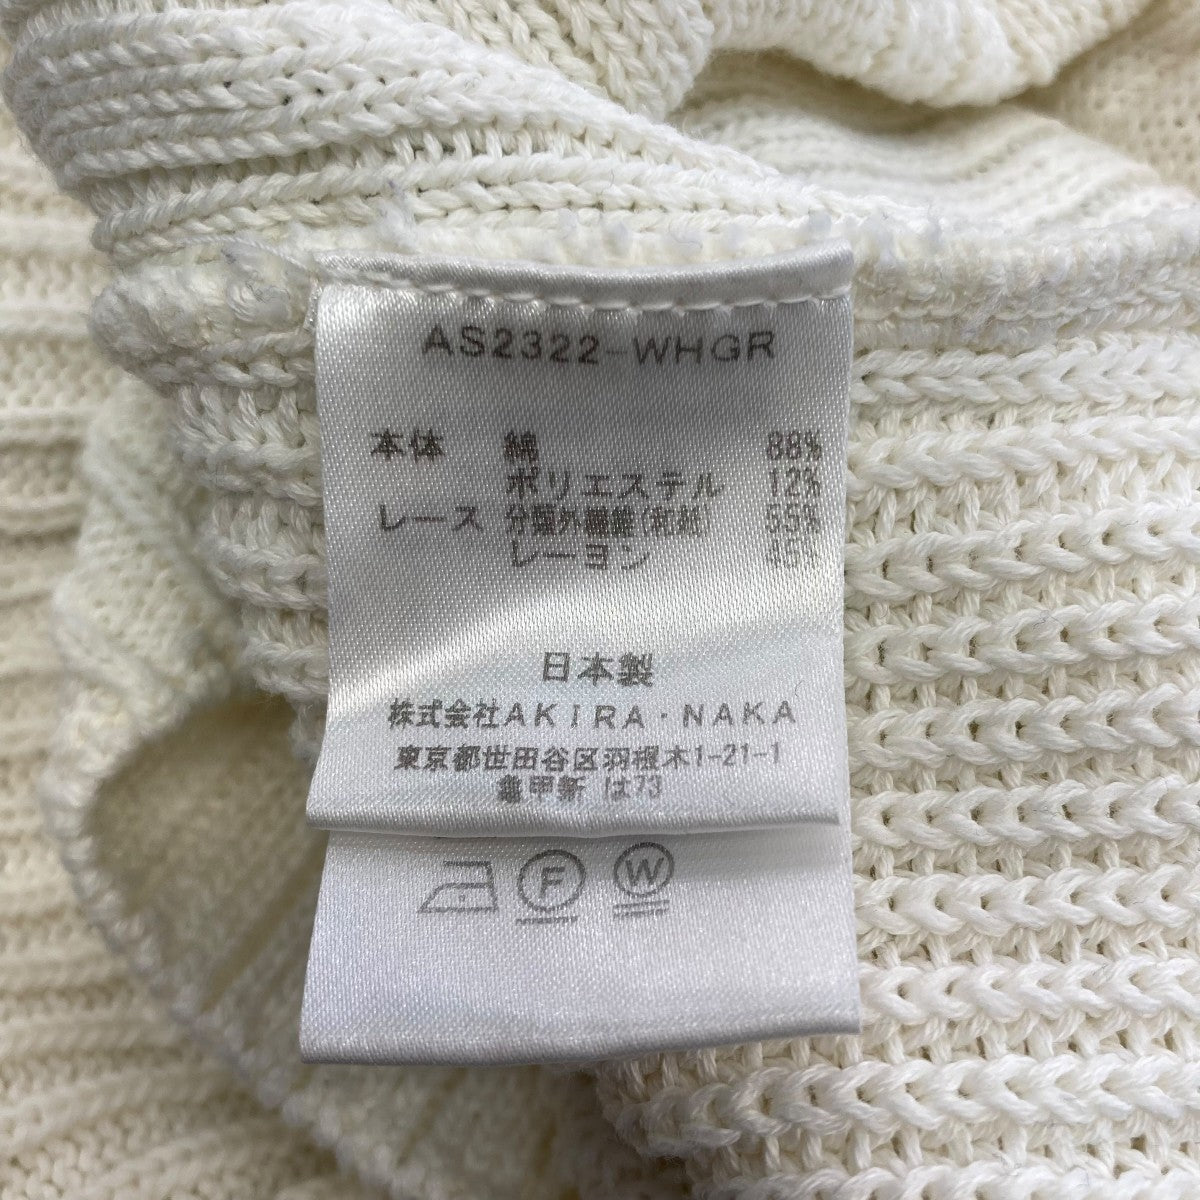 AS2322-WHGR
本体 綿 88%
ポリエステル 12%
レース 分類外繊維(和紙) 55%
レーヨン 45%
日本製
株式会社AKIRA・NAKA
東京都世田谷区羽根木1-21-1
亀甲新 は73
F W